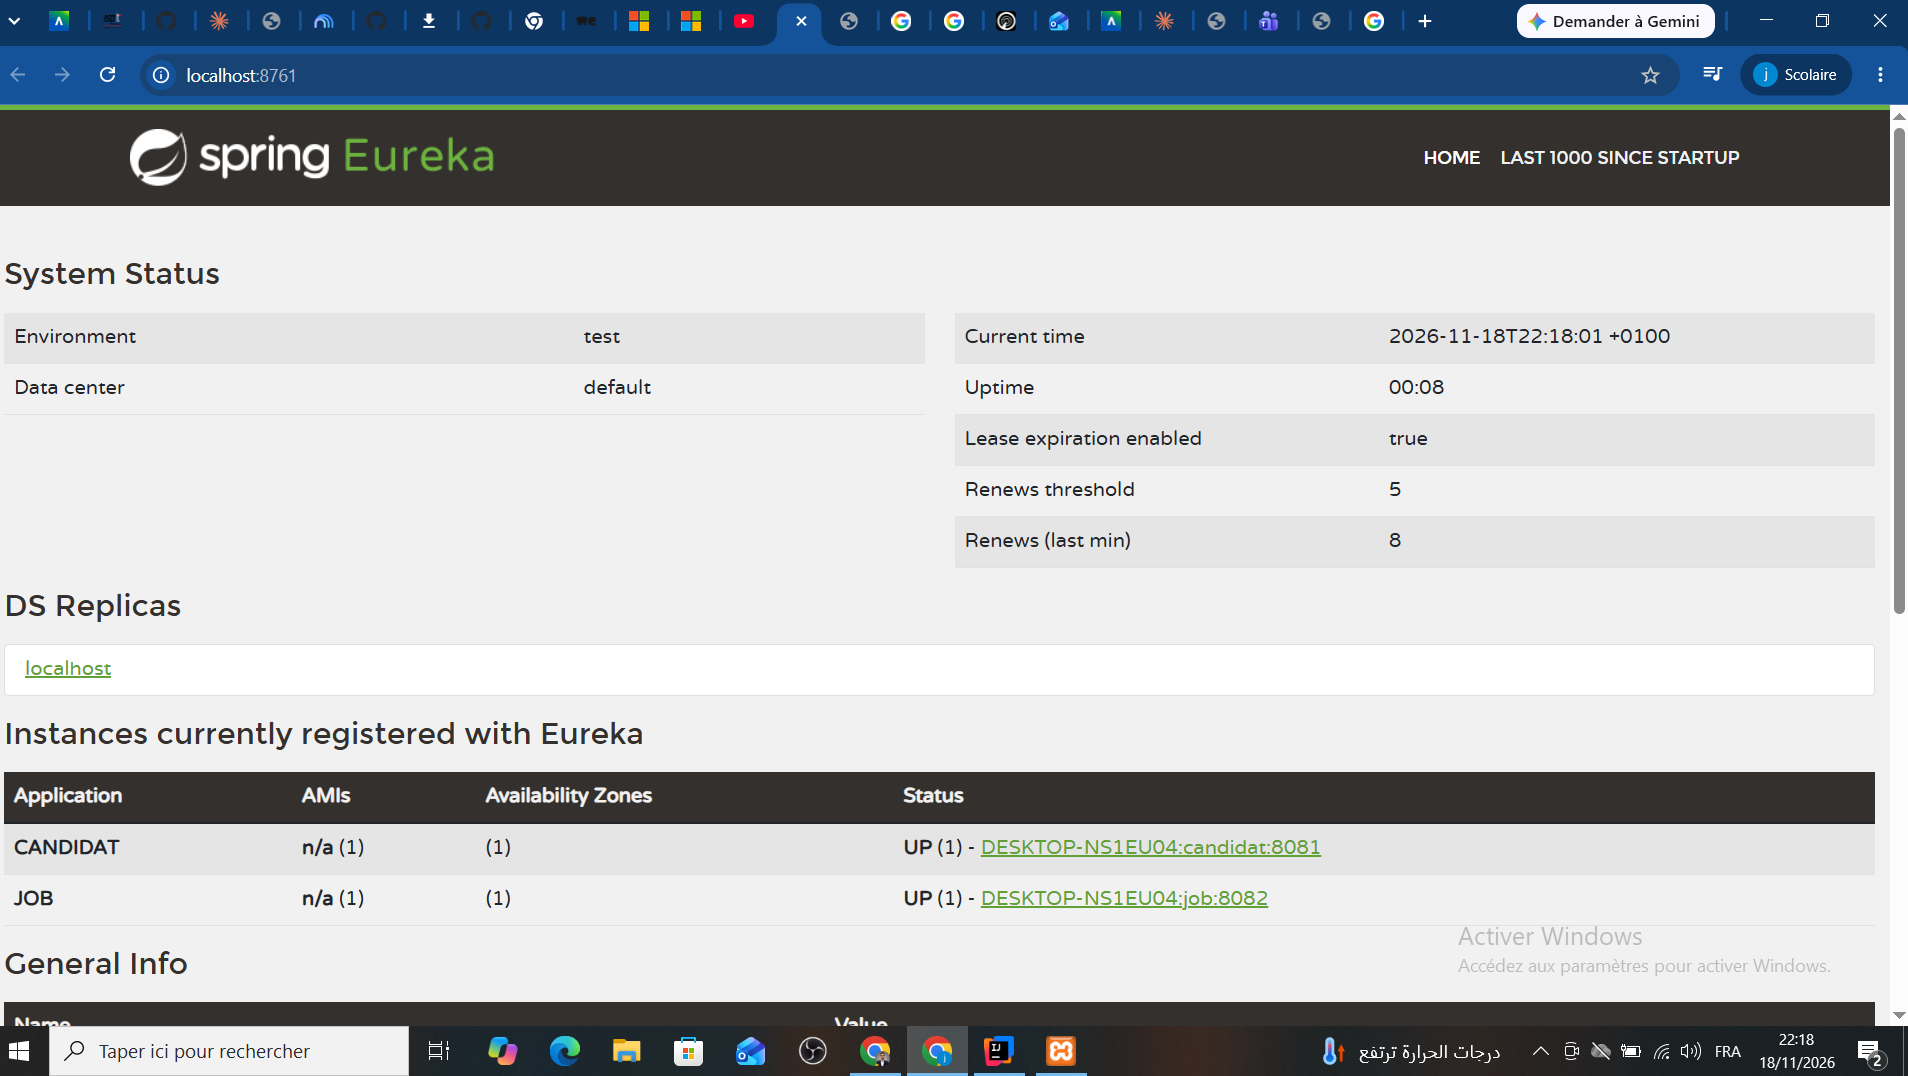 Demander à Gemini
localhost:8761
j Scolaire
spring Eureka
HOME LAST 1000 SINCE STARTUP
System Status
Environment test
Data center default
Current time 2026-11-18T22:18:01 +0100
Uptime 00:08
Lease expiration enabled true
Renews threshold 5
Renews (last min) 8
DS Replicas
localhost
Instances currently registered with Eureka
Application AMIs Availability Zones Status
CANDIDAT n/a (1) (1) UP (1) - DESKTOP-NS1EU04:candidat:8081
JOB n/a (1) (1) UP (1) - DESKTOP-NS1EU04:job:8082
General Info
Name Value
Activer Windows
Accédez aux paramètres pour activer Windows.
Taper ici pour rechercher
درجات الحرارة ترتفع
FRA
22:18
18/11/2026
2